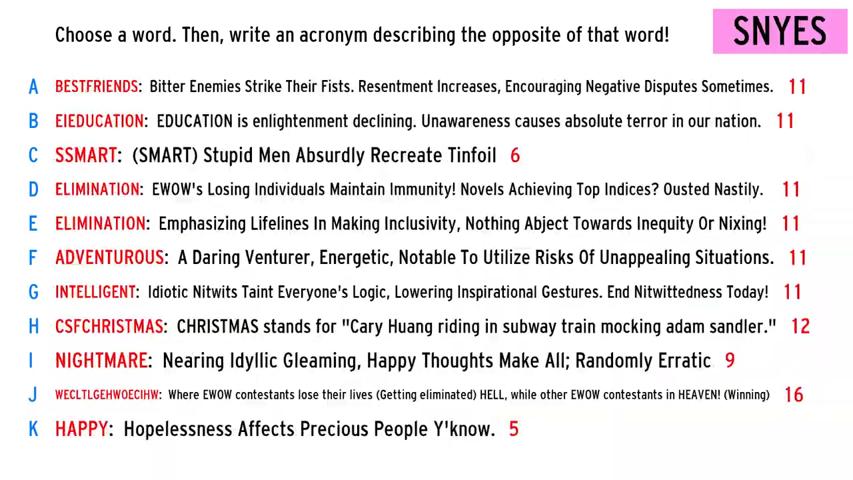 Choose a word. Then, write an acronym describing the opposite of that word!
SNYES
A BESTFRIENDS: Bitter Enemies Strike Their Fists. Resentment Increases, Encouraging Negative Disputes Sometimes. 11
B EIEDUCATION: EDUCATION is enlightenment declining. Unawareness causes absolute terror in our nation. 11
C SSMART: (SMART) Stupid Men Absurdly Recreate Tinfoil 6
D ELIMINATION: EWOW's Losing Individuals Maintain Immunity! Novels Achieving Top Indices? Ousted Nastily. 11
E ELIMINATION: Emphasizing Lifelines In Making Inclusivity, Nothing Abject Towards Inequity Or Nixing! 11
F ADVENTUROUS: A Daring Venturer, Energetic, Notable To Utilize Risks Of Unappealing Situations. 11
G INTELLIGENT: Idiotic Nitwits Taint Everyone's Logic, Lowering Inspirational Gestures. End Nitwittedness Today! 11
H CSFCHRISTMAS: CHRISTMAS stands for "Cary Huang riding in subway train mocking adam sandler." 12
I NIGHTMARE: Nearing Idyllic Gleaming, Happy Thoughts Make All; Randomly Erratic 9
J WECLTLGEHWOECIHW: Where EWOW contestants lose their lives (Getting eliminated) HELL, while other EWOW contestants in HEAVEN! (Winning) 16
K HAPPY: Hopelessness Affects Precious People Y'know. 5